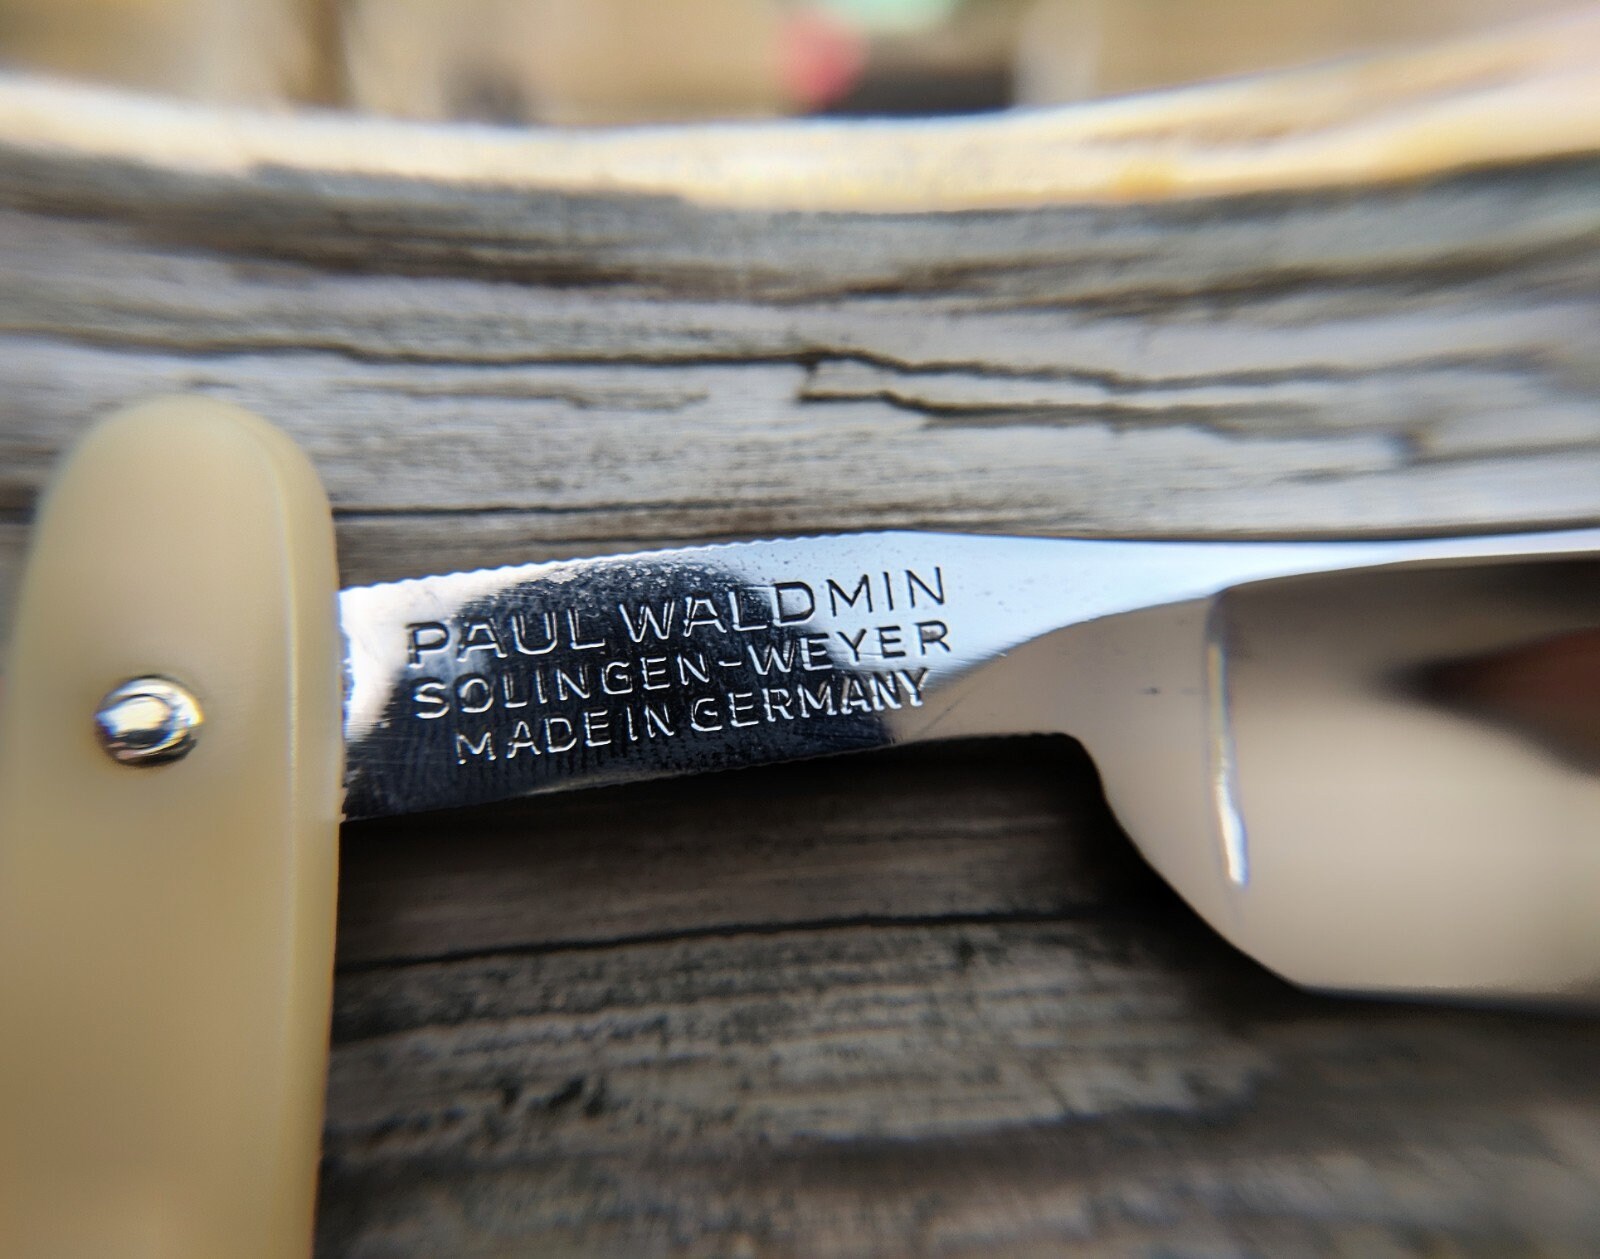 PAUL WALDMIN
SOLINGEN-WEYER
MADE IN GERMANY